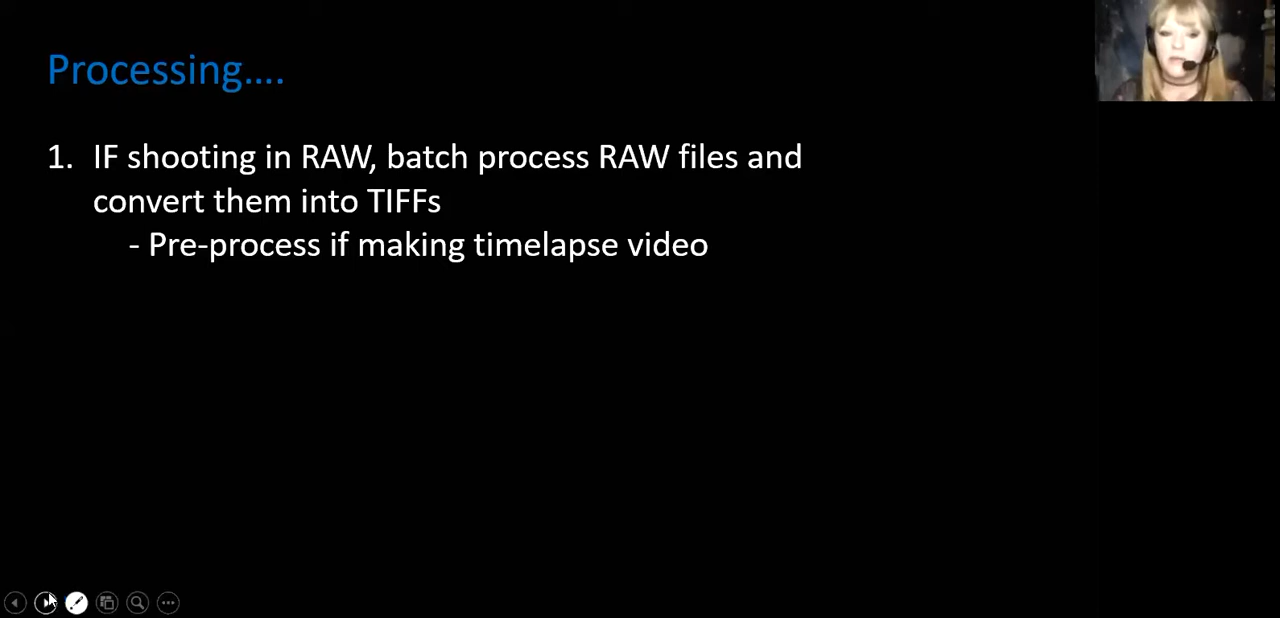 Processing....
1. IF shooting in RAW, batch process RAW files and
convert them into TIFFs
- Pre-process if making timelapse video